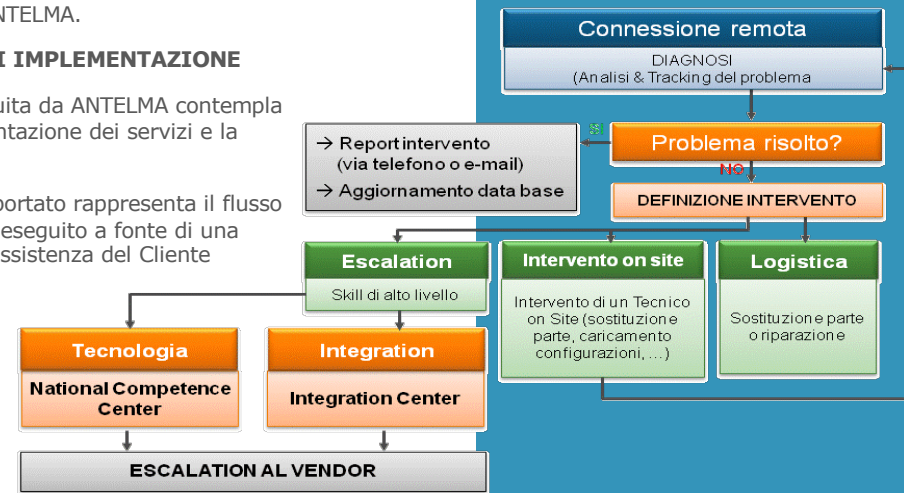 NTELMA.
I IMPLEMENTAZIONE
uita da ANTELMA contempla
ntazione dei servizi e la
portato rappresenta il flusso
eseguito a fonte di una
ssistenza del Cliente
Connessione remota
DIAGNOSI
(Analisi & Tracking del problema
Problema risolto?
SI
NO
→ Report intervento
(via telefono o e-mail)
→ Aggiornamento data base
DEFINIZIONE INTERVENTO
Escalation
Skill di alto livello
Intervento on site
Intervento di un Tecnico
on Site (sostituzione
parte, caricamento
configurazioni, ...)
Logistica
Sostituzione parte
o riparazione
Tecnologia
National Competence
Center
Integration
Integration Center
ESCALATION AL VENDOR